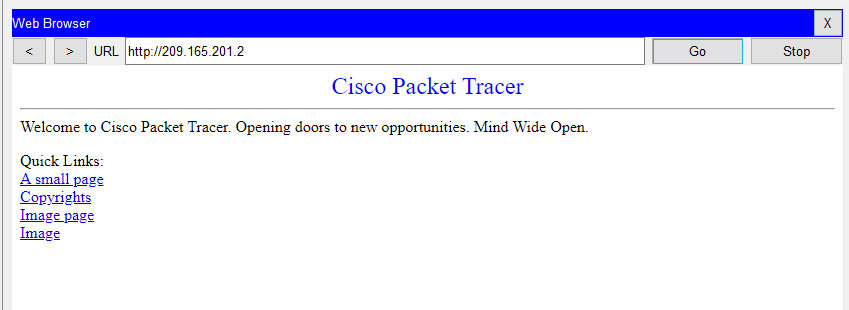 Web Browser X
< > URL http://209.165.201.2 Go Stop
Cisco Packet Tracer
Welcome to Cisco Packet Tracer. Opening doors to new opportunities. Mind Wide Open.
Quick Links:
A small page
Copyrights
Image page
Image